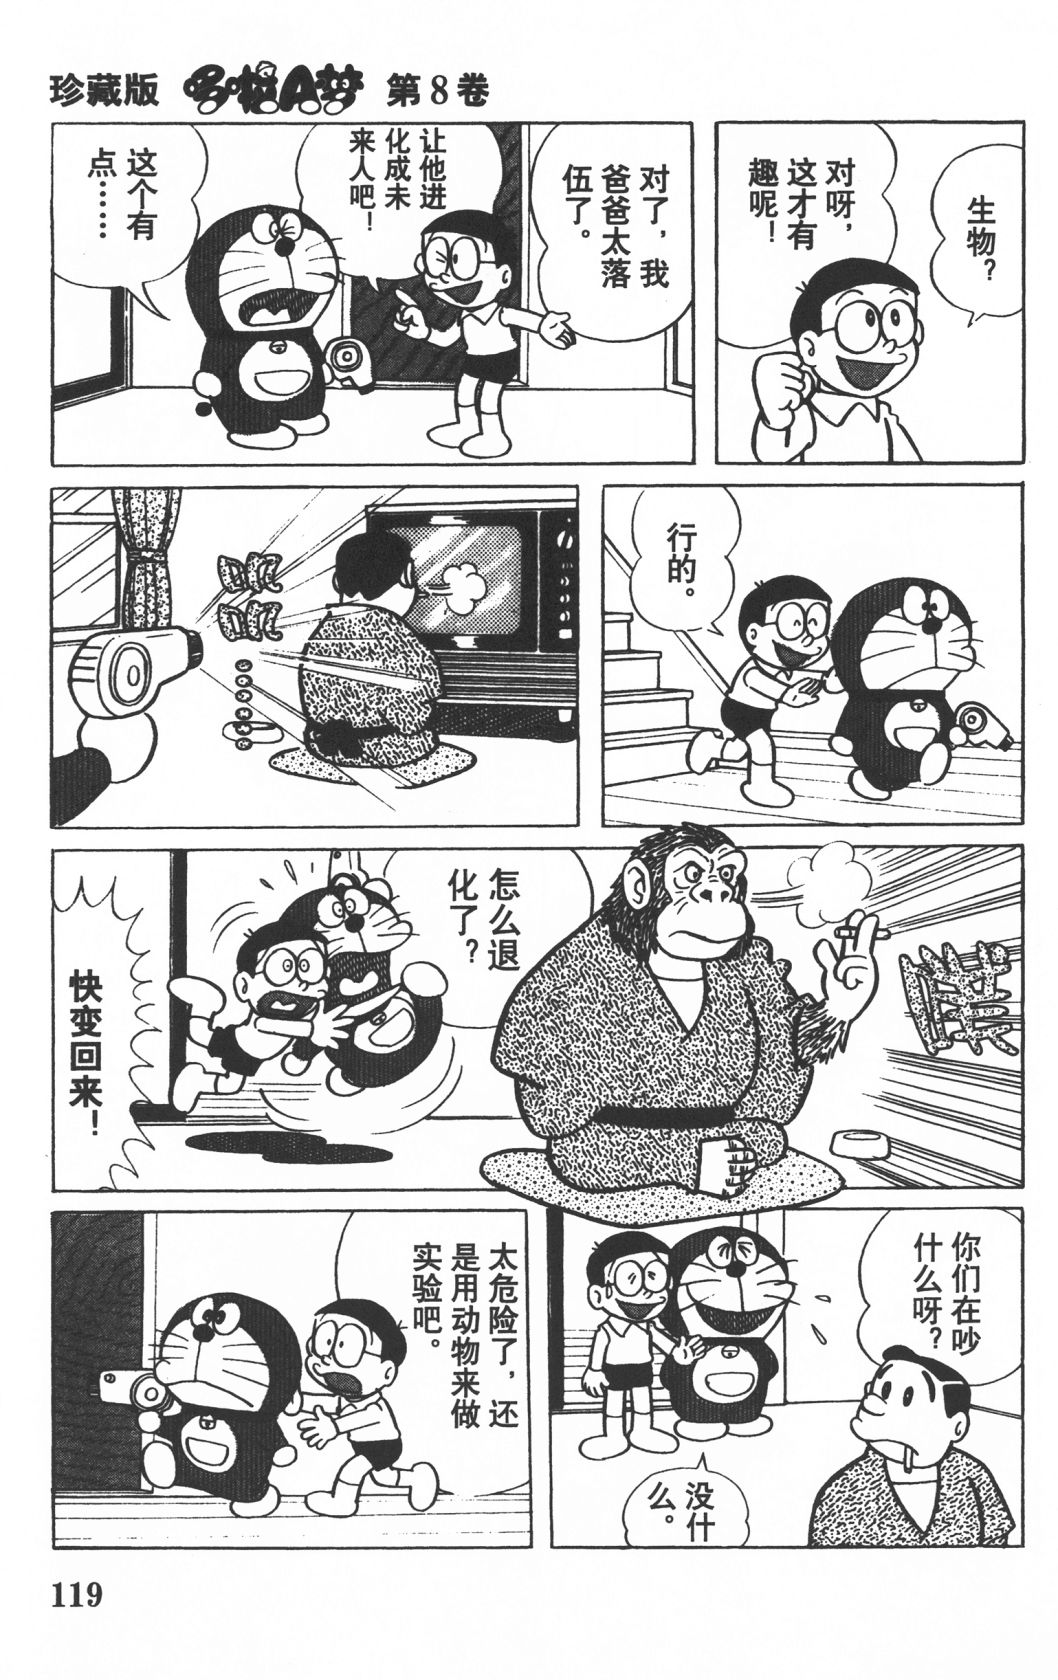 珍藏版 哆啦A梦 第8卷
生物？
对呀，
这才有
趣呢！
对了，我
爸爸太落
伍了。
让他进
化成未
来人吧！
这个有
点……
行的。
怎么退
化了？
快变回来！
你们在吵
什么呀？
没什
么。
太危险了，还
是用动物来做
实验吧。
119